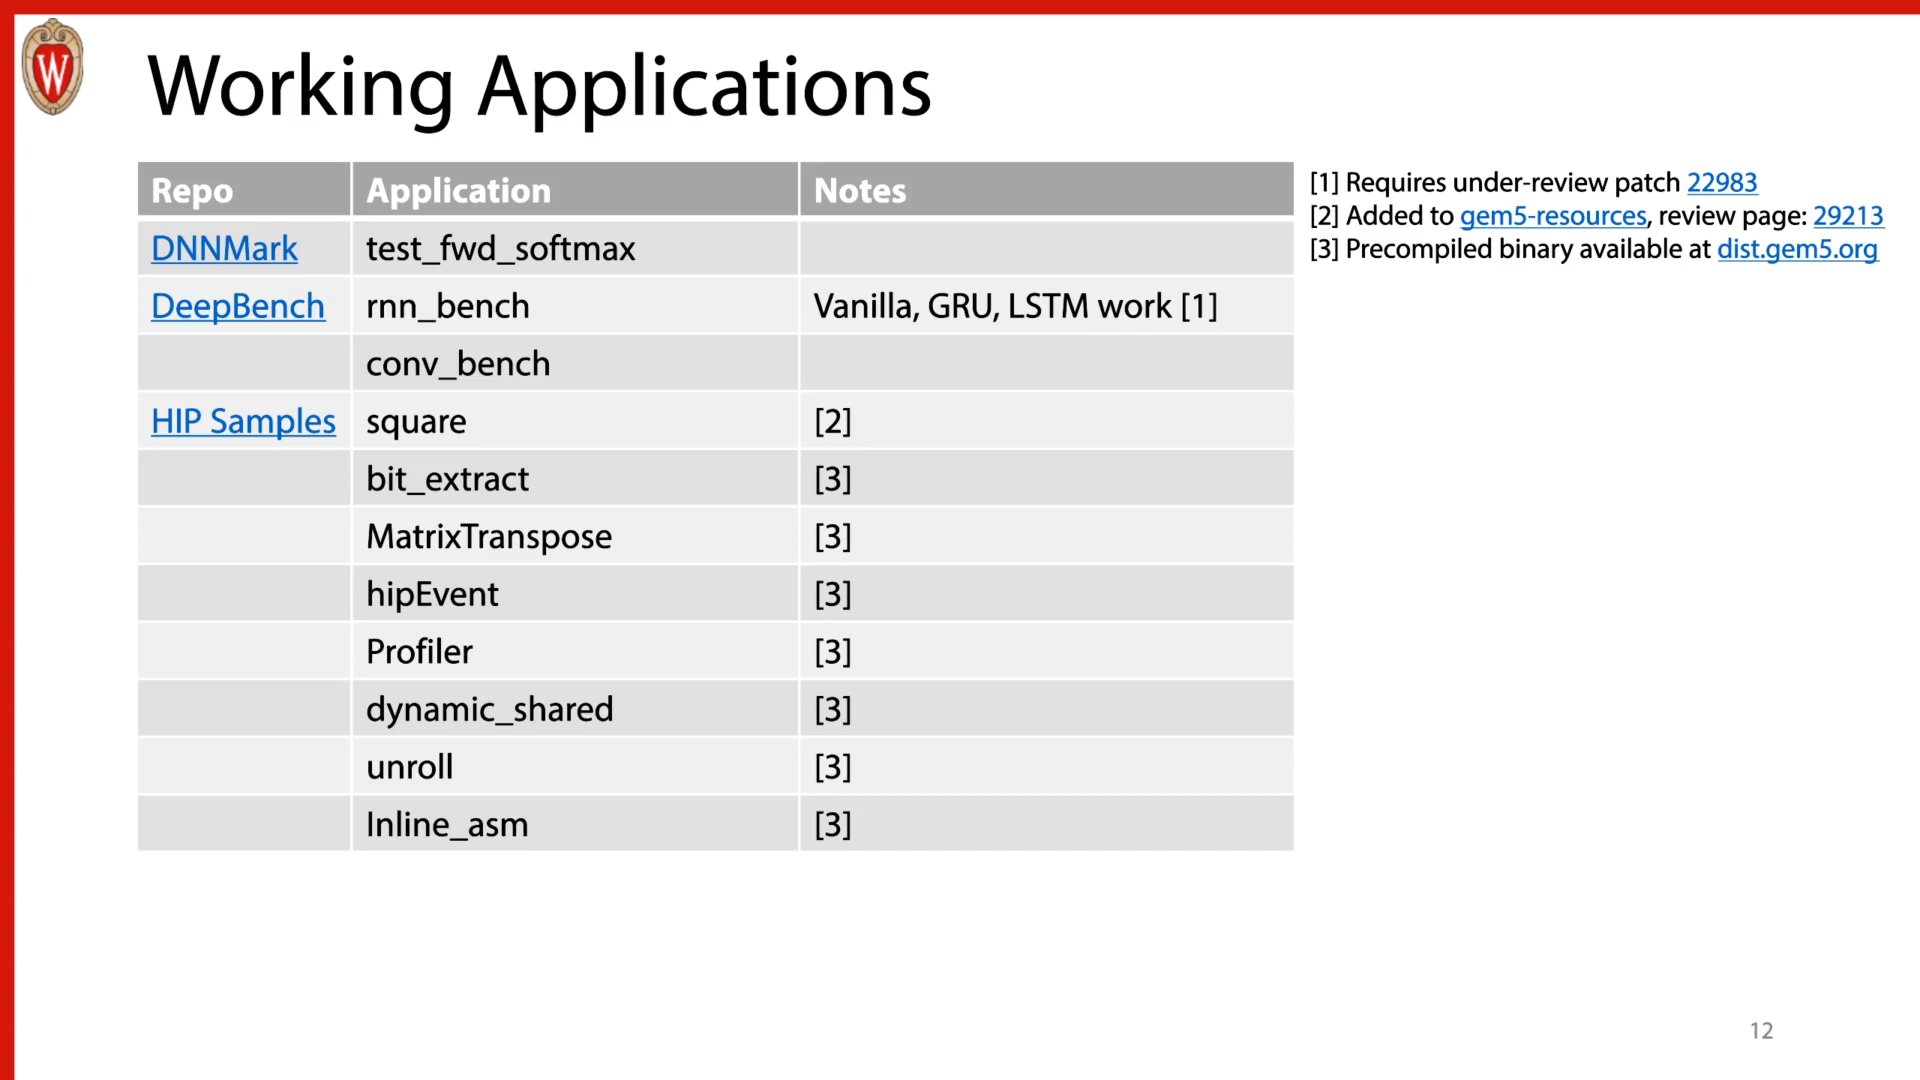 W
Working Applications
Repo Application Notes
DNNMark test_fwd_softmax
DeepBench rnn_bench Vanilla, GRU, LSTM work [1]
conv_bench
HIP Samples square [2]
bit_extract [3]
MatrixTranspose [3]
hipEvent [3]
Profiler [3]
dynamic_shared [3]
unroll [3]
Inline_asm [3]
[1] Requires under-review patch 22983
[2] Added to gem5-resources, review page: 29213
[3] Precompiled binary available at dist.gem5.org
12